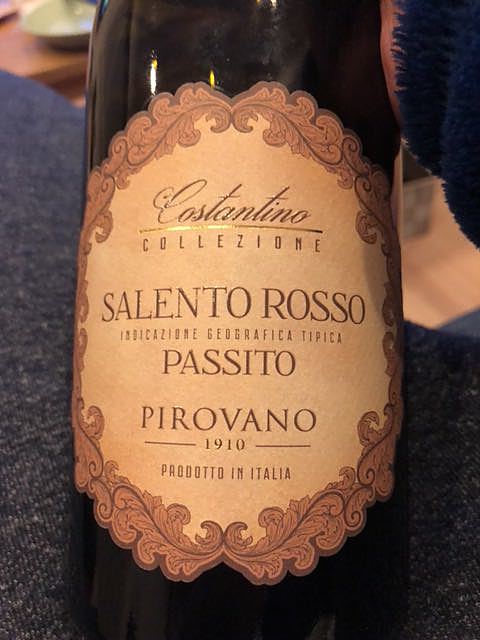 Costantino
COLLEZIONE
SALENTO ROSSO
INDICAZIONE GEOGRAFICA TIPICA
PASSITO
PIROVANO
1910
PRODOTTO IN ITALIA